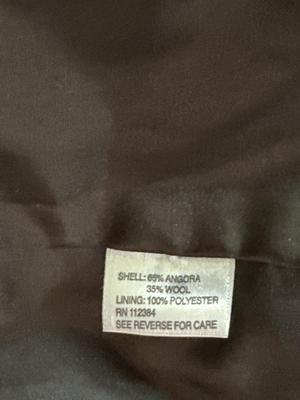 SHELL: 65% ANGORA
35% WOOL
LINING: 100% POLYESTER
RN 112384
SEE REVERSE FOR CARE